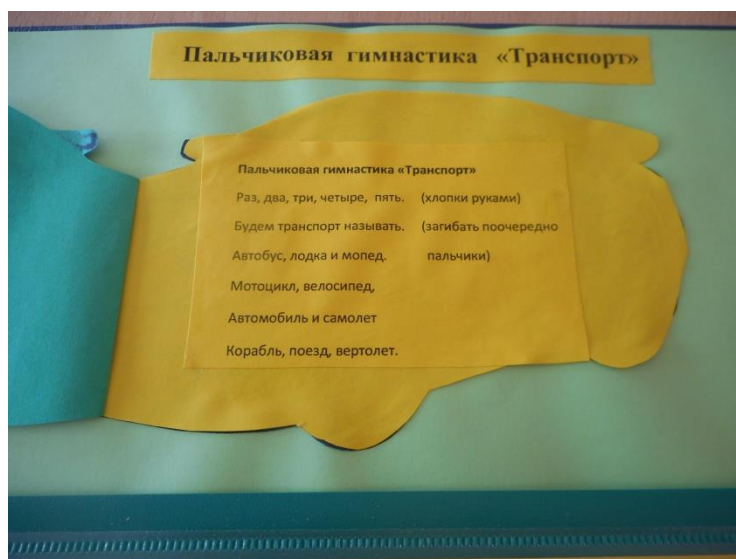 Пальчиковая гимнастика «Транспорт»
Пальчиковая гимнастика «Транспорт»
Раз, два, три, четыре, пять. (хлопки руками)
Будем транспорт называть. (загибать поочередно
Автобус, лодка и мопед. пальчики)
Мотоцикл, велосипед,
Автомобиль и самолет
Корабль, поезд, вертолет.